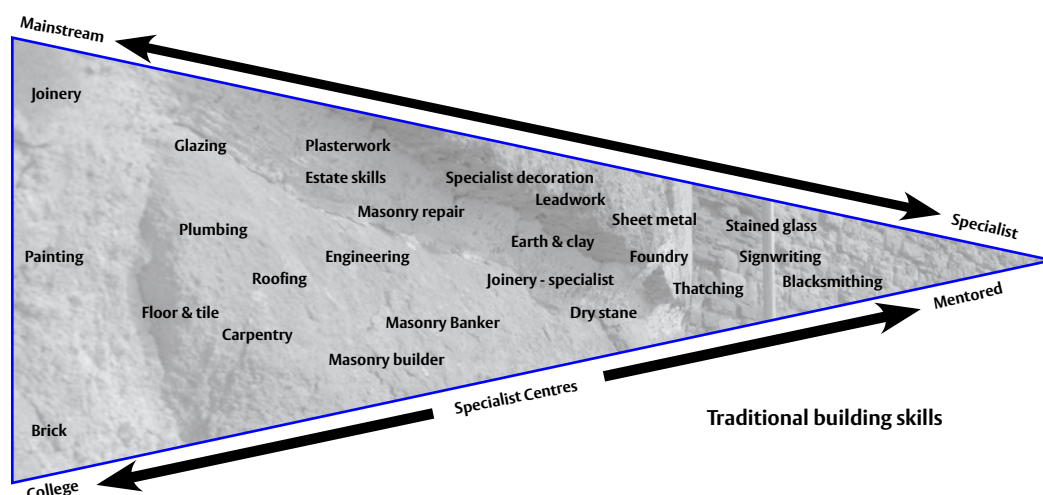 Mainstream
Joinery
Glazing
Plasterwork
Estate skills
Specialist decoration
Leadwork
Masonry repair
Sheet metal
Specialist
Stained glass
Plumbing
Earth & clay
Painting
Engineering
Foundry
Signwriting
Roofing
Joinery - specialist
Thatching
Blacksmithing
Mentored
Floor & tile
Dry stane
Carpentry
Masonry Banker
Masonry builder
Specialist Centres
Traditional building skills
Brick
College